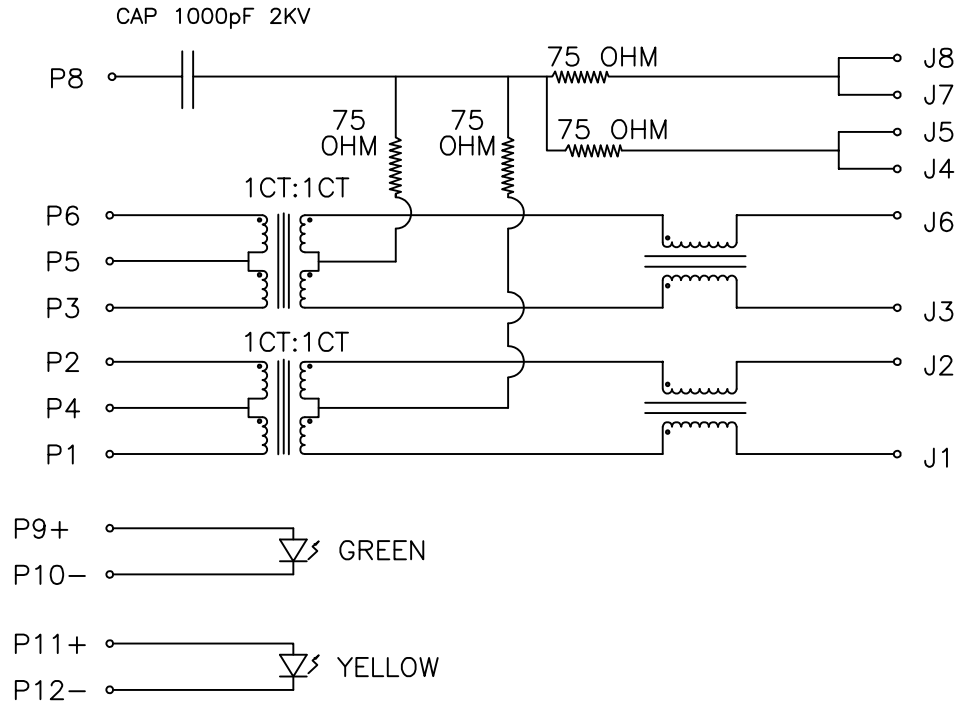 CAP 1000pF 2KV
P8
75 OHM
J8
J7
75
OHM
75
OHM
75 OHM
J5
J4
1CT:1CT
P6
J6
P5
P3
J3
1CT:1CT
P2
J2
P4
P1
J1
P9+
GREEN
P10-
P11+
YELLOW
P12-